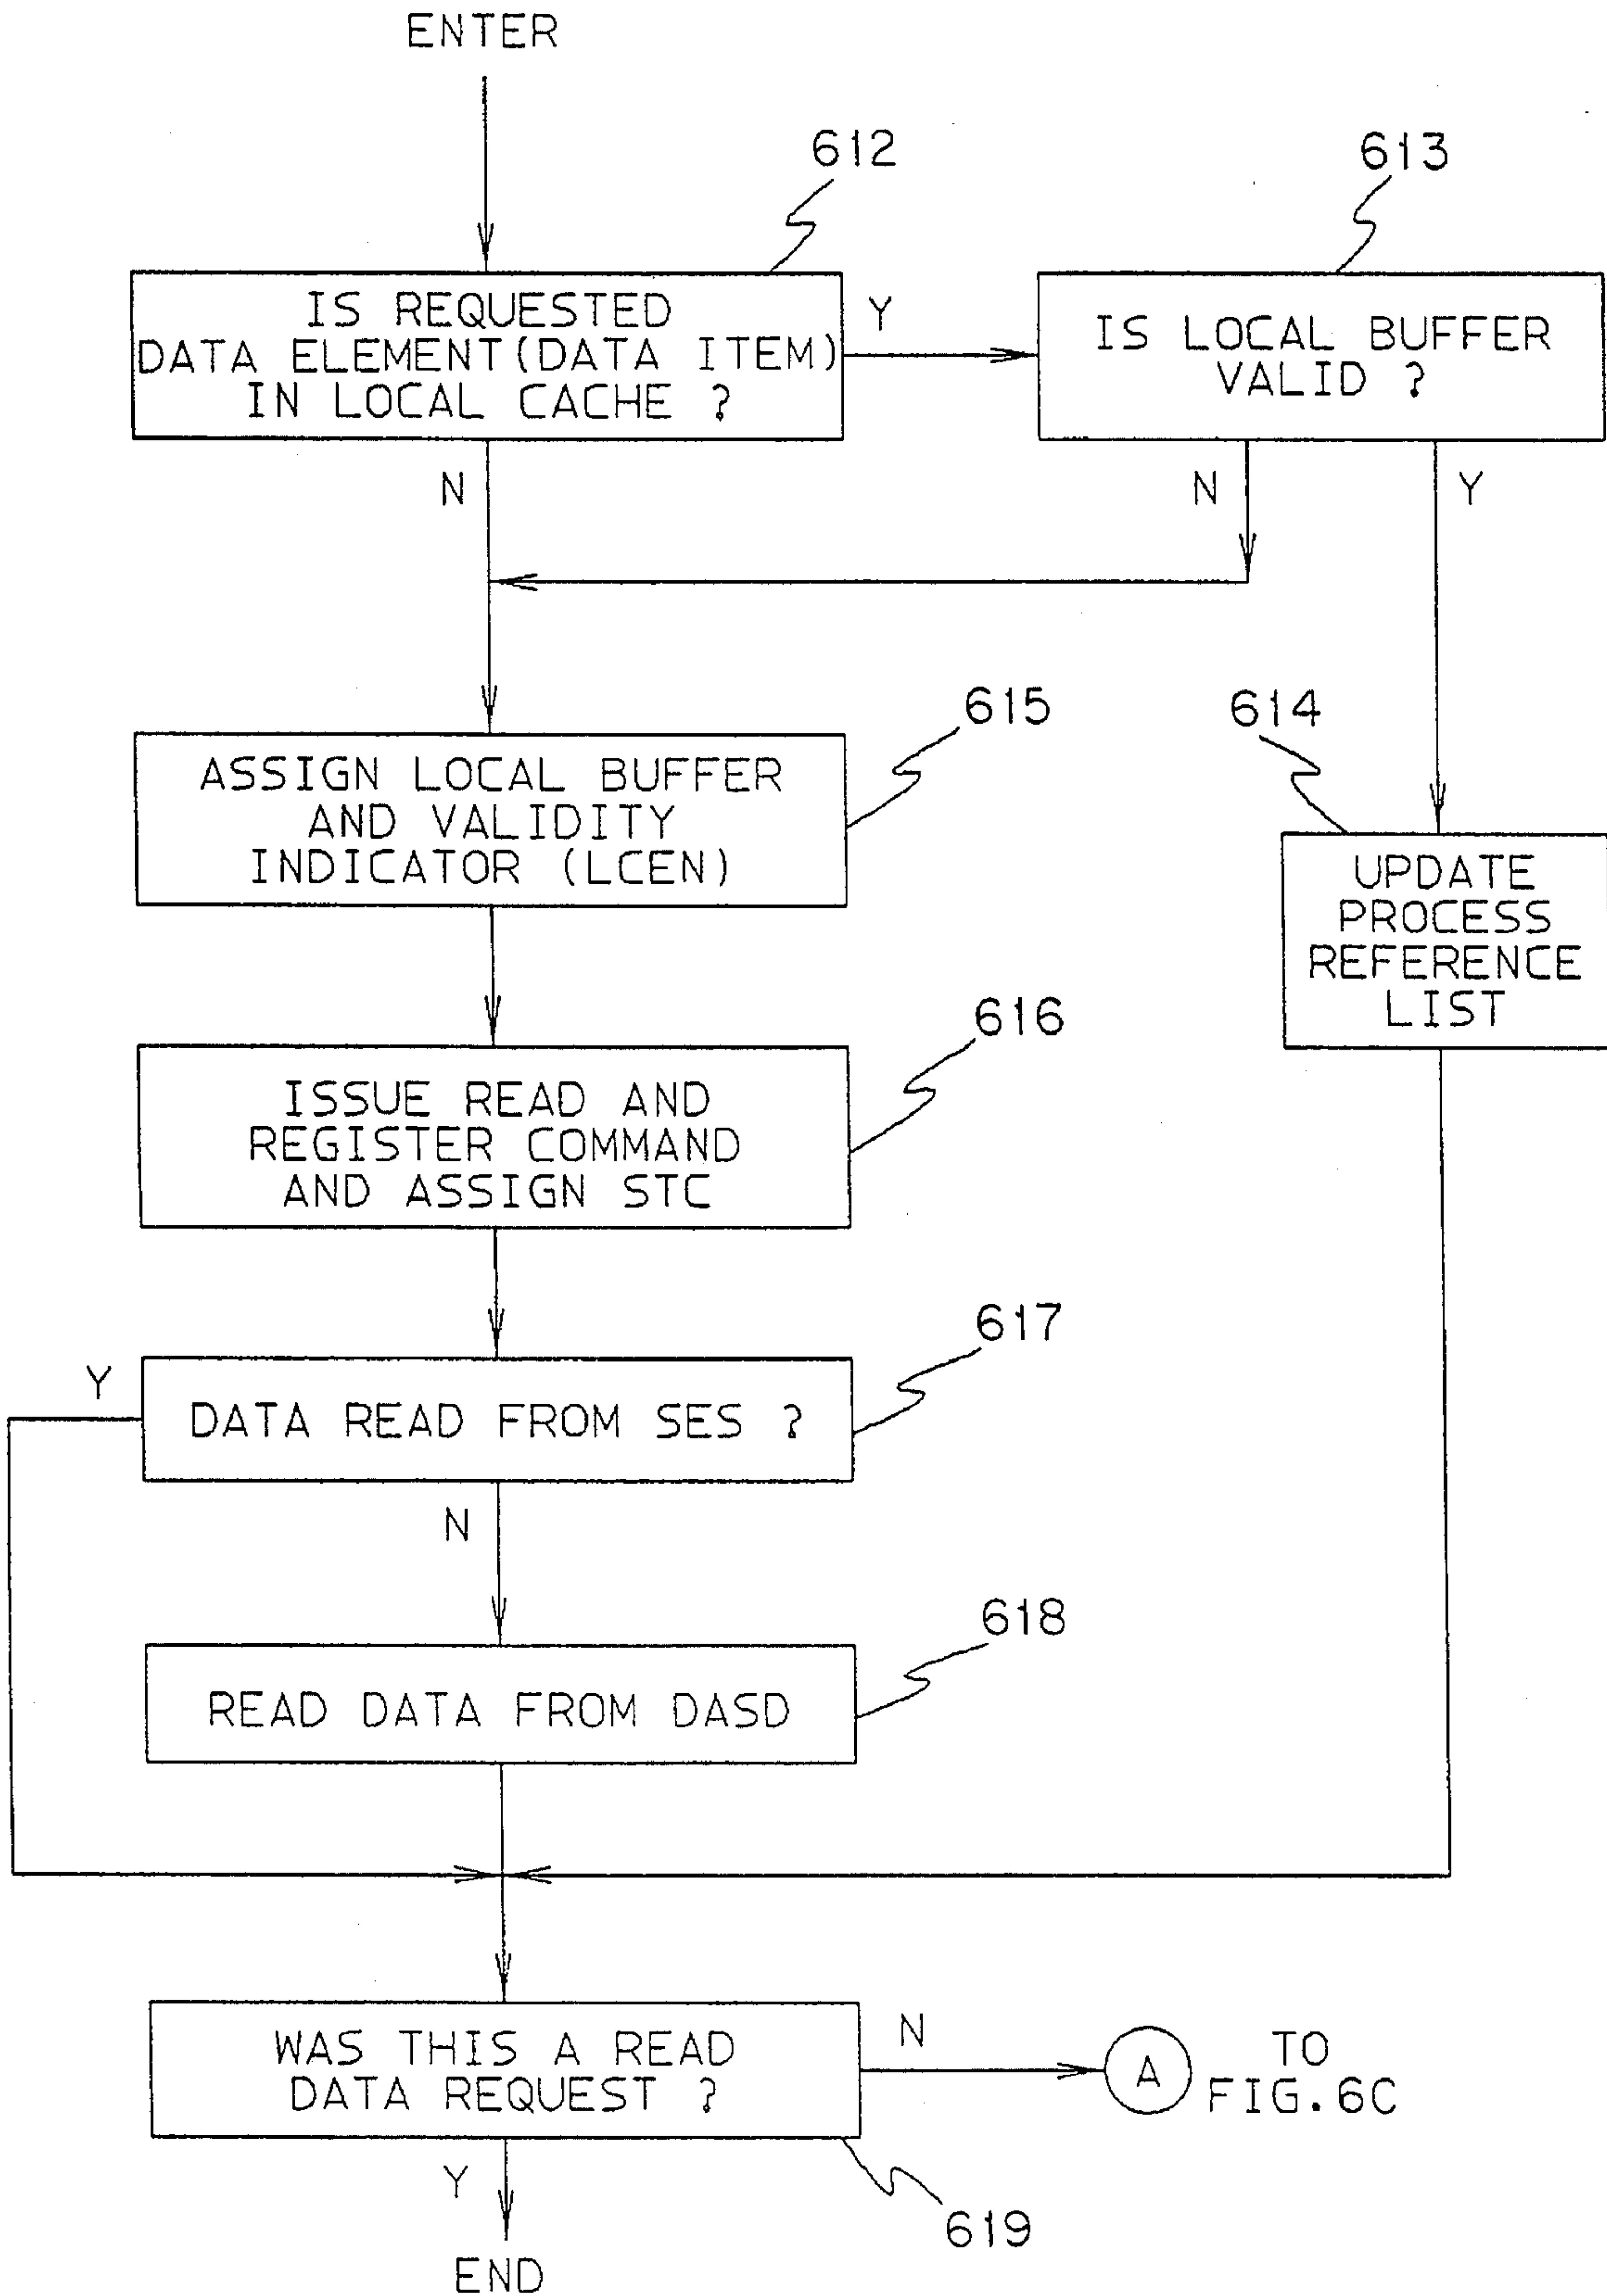 ENTER
612
613
IS REQUESTED
DATA ELEMENT(DATA ITEM)
IN LOCAL CACHE ?
Y
IS LOCAL BUFFER
VALID ?
N
N
Y
615
614
ASSIGN LOCAL BUFFER
AND VALIDITY
INDICATOR (LCEN)
UPDATE
PROCESS
REFERENCE
LIST
616
ISSUE READ AND
REGISTER COMMAND
AND ASSIGN STC
617
Y
DATA READ FROM SES ?
N
618
READ DATA FROM DASD
WAS THIS A READ
DATA REQUEST ?
N
A
TO
FIG.6C
Y
619
END